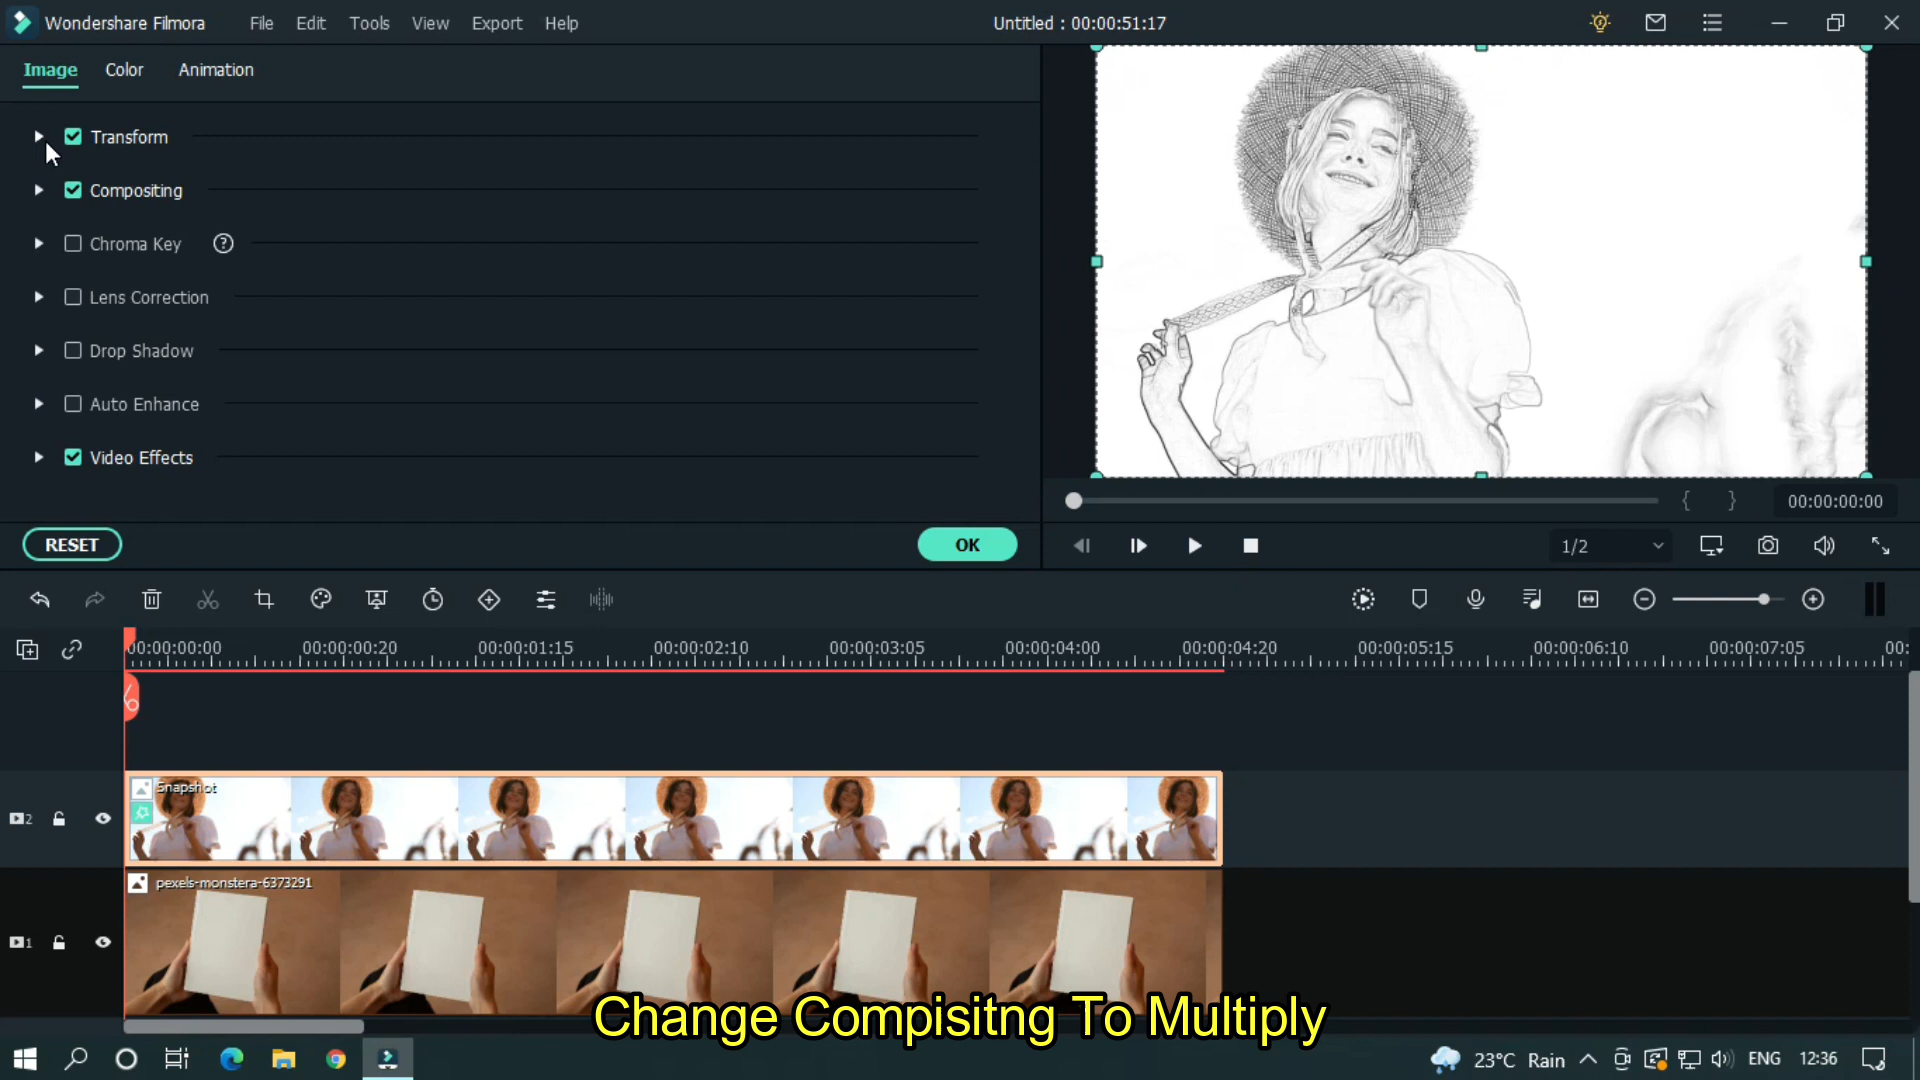 Wondershare Filmora File Edit Tools View Export Help Untitled : 00:00:51:17
Image Color Animation
Transform
Compositing
Chroma Key ?
Lens Correction
Drop Shadow
Auto Enhance
Video Effects
{ } 00:00:00:00
RESET OK 1/2
00:00:00:00 00:00:00:20 00:00:01:15 00:00:02:10 00:00:03:05 00:00:04:00 00:00:04:20 00:00:05:15 00:00:06:10 00:00:07:05 00:
Snapshot
2
pexels-monstera-6373291
1
Change Compisitng To Multiply
23°C Rain ENG 12:36